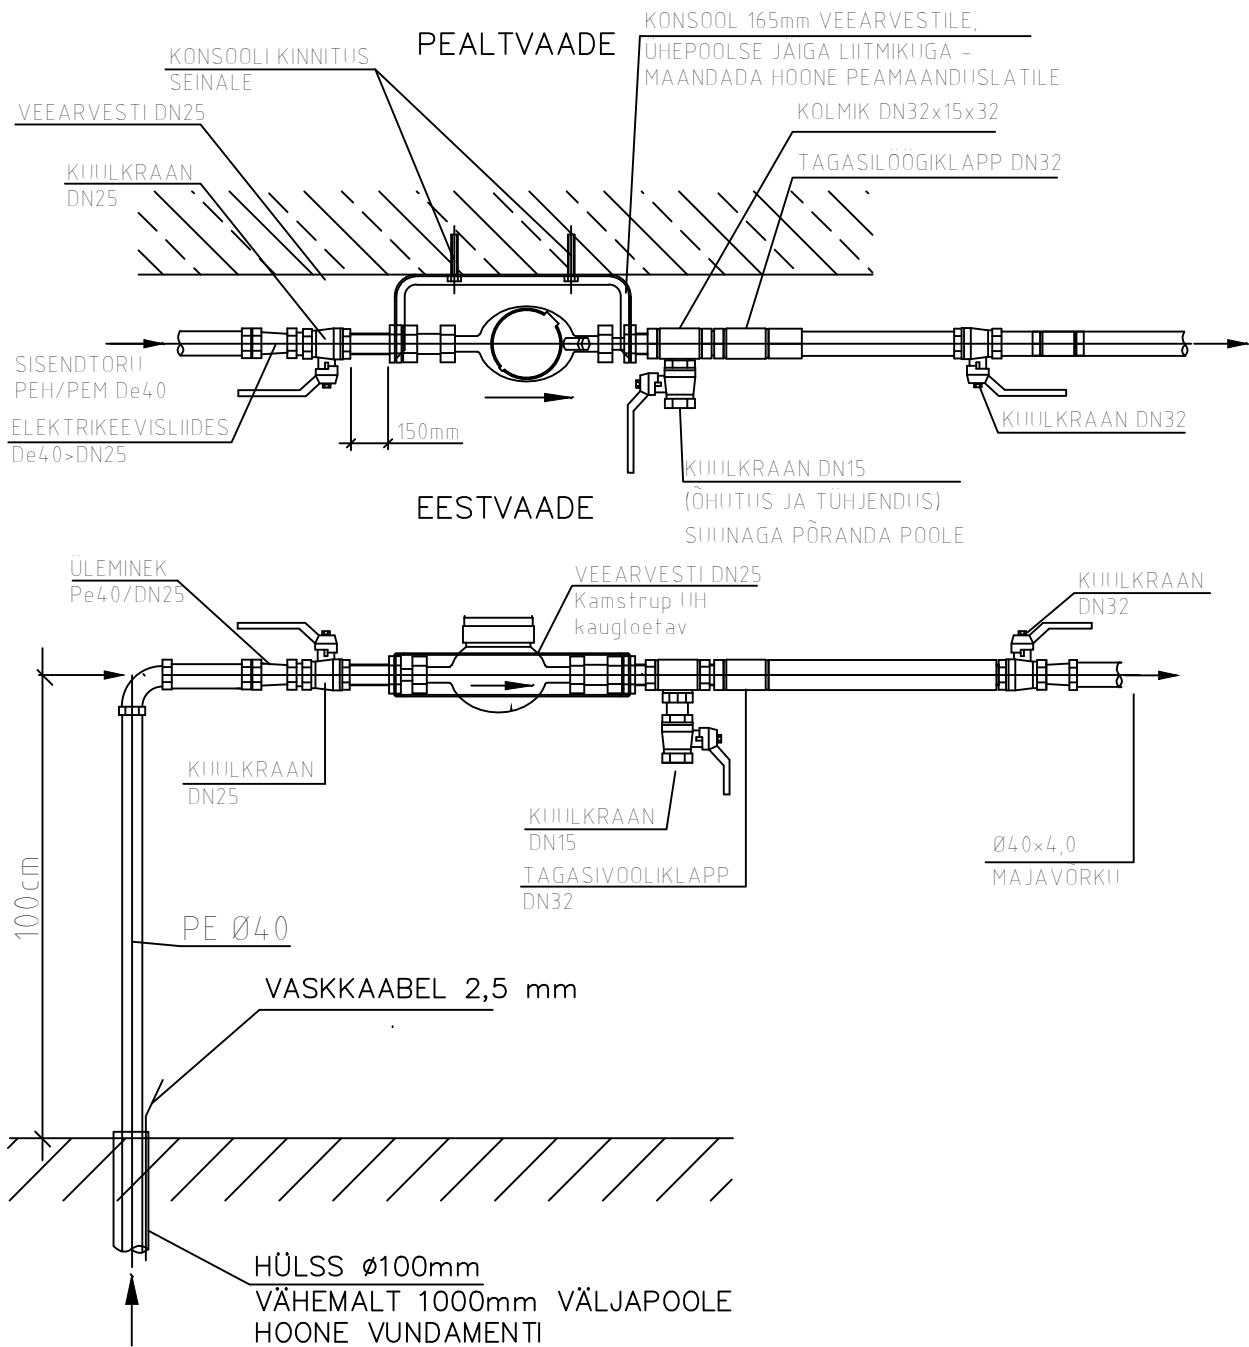 PEALTVAADE
KONSOOL 165mm VEEARVESTILE,
ÜHEPOOLSE JÄIGA LIITMIKUGA -
MAANDADA HOONE PEAMAANDUSLATILE
KONSOOLI KINNITUS
SEINALE
VEEARVESTI DN25
KOLMIK DN32x15x32
KUULKRAAN
DN25
TAGASILÖÖGIKLAPP DN32
SISENDTORU
PEH/PEM De40
ELEKTRIKEEVISLIIDES
De40>DN25
150mm
KUULKRAAN DN32
KUULKRAAN DN15
(ÕHUTUS JA TÜHJENDUS)
SUUNAGA PÕRANDA POOLE
EESTVAADE
ÜLEMINEK
Pe40/DN25
VEEARVESTI DN25
Kamstrup UH
kaugloetav
KUULKRAAN
DN32
KUULKRAAN
DN25
KUULKRAAN
DN15
TAGASIVOOLIKLAPP
DN32
Ø40x4,0
MAJAVÕRKU
100cm
PE Ø40
VASKKAABEL 2,5 mm
HÜLSS ø100mm
VÄHEMALT 1000mm VÄLJAPOOLE
HOONE VUNDAMENTI